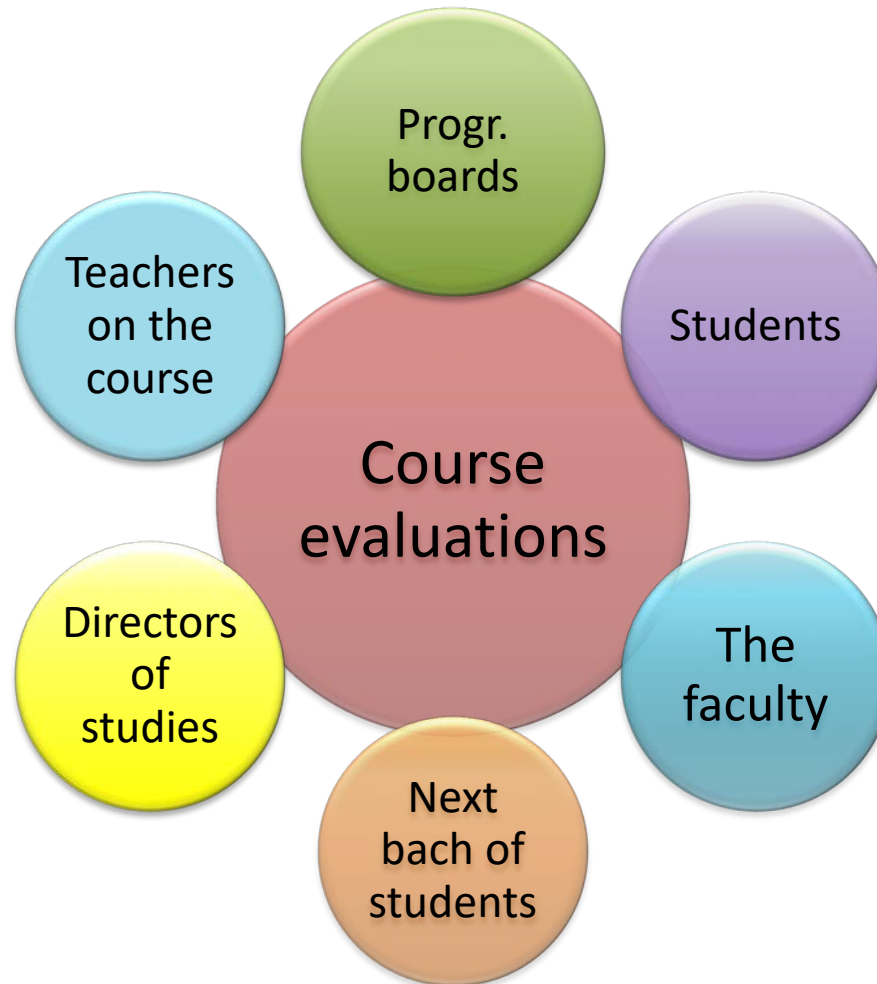 Progr.
boards
Teachers
on the
course
Students
Course
evaluations
Directors
of
studies
The
faculty
Next
bach of
students